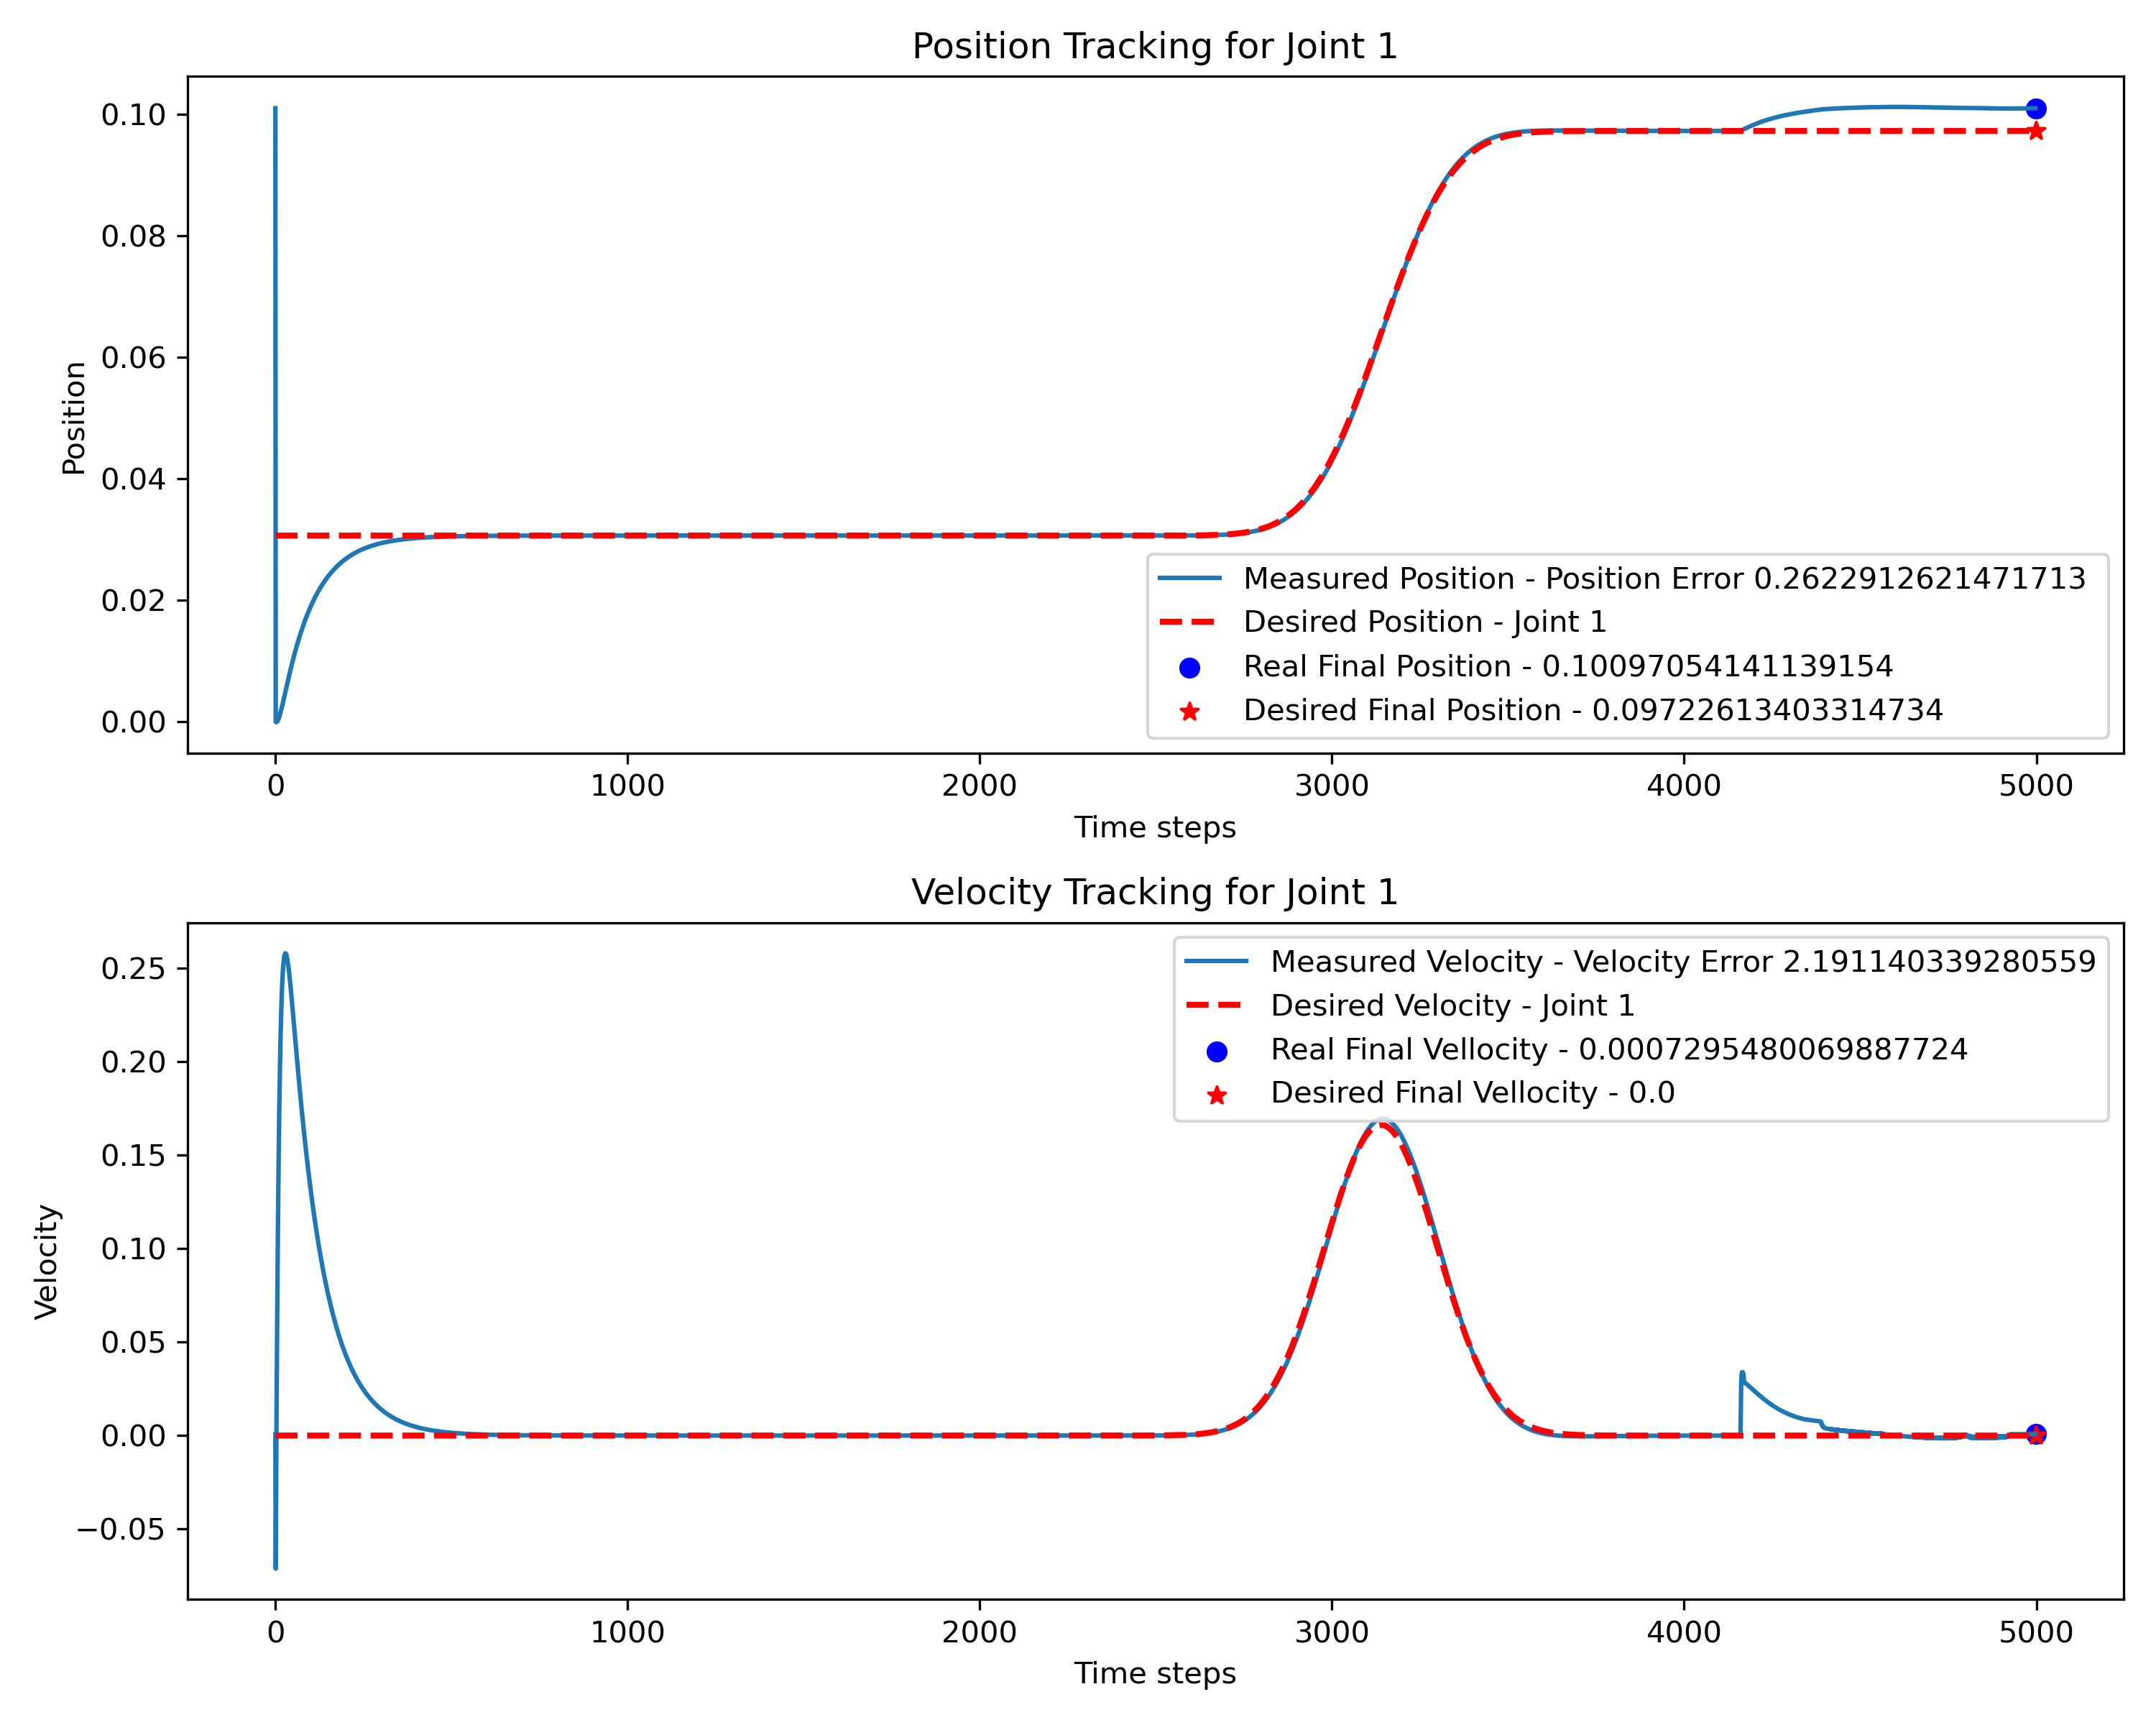 Position Tracking for Joint 1
0.10
0.08
0.06
0.04
0.02
0.00
Position
Measured Position - Position Error 0.2622912621471713
Desired Position - Joint 1
Real Final Position - 0.10097054141139154
Desired Final Position - 0.09722613403314734
0 1000 2000 3000 4000 5000
Time steps
Velocity Tracking for Joint 1
0.25
0.20
0.15
0.10
0.05
0.00
−0.05
Velocity
Measured Velocity - Velocity Error 2.191140339280559
Desired Velocity - Joint 1
Real Final Vellocity - 0.0007295480069887724
Desired Final Vellocity - 0.0
0 1000 2000 3000 4000 5000
Time steps